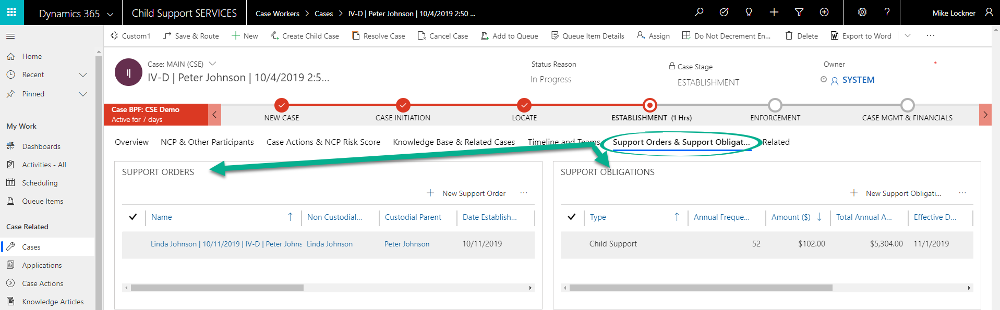 Dynamics 365
Child Support SERVICES
Case Workers > Cases > IV-D | Peter Johnson | 10/4/2019 2:50 ...
Mike Lockner
Custom1
Save & Route
New
Create Child Case
Resolve Case
Cancel Case
Add to Queue
Queue Item Details
Assign
Do Not Decrement En...
Delete
Export to Word
...
Home
Recent
Pinned
My Work
Dashboards
Activities - All
Scheduling
Queue Items
Case Related
Cases
Applications
Case Actions
Knowledge Articles
Case: MAIN (CSE)
IV-D | Peter Johnson | 10/4/2019 2:5...
Status Reason
In Progress
Case Stage
ESTABLISHMENT
Owner
*
SYSTEM
Case BPF: CSE Demo
Active for 7 days
NEW CASE
CASE INITIATION
LOCATE
ESTABLISHMENT (1 Hrs)
ENFORCEMENT
CASE MGMT & FINANCIALS
Overview
NCP & Other Participants
Case Actions & NCP Risk Score
Knowledge Base & Related Cases
Timeline and Teams
Support Orders & Support Obligat...
Related
SUPPORT ORDERS
New Support Order
...
Name
Non Custodial...
Custodial Parent
Date Establish...
Linda Johnson | 10/11/2019 | IV-D | Peter Johns
Linda Johnson
Peter Johnson
10/11/2019
SUPPORT OBLIGATIONS
New Support Obligati...
...
Type
Annual Freque...
Amount ($)
Total Annual A...
Effective D...
Child Support
52
$102.00
$5,304.00
11/1/2019